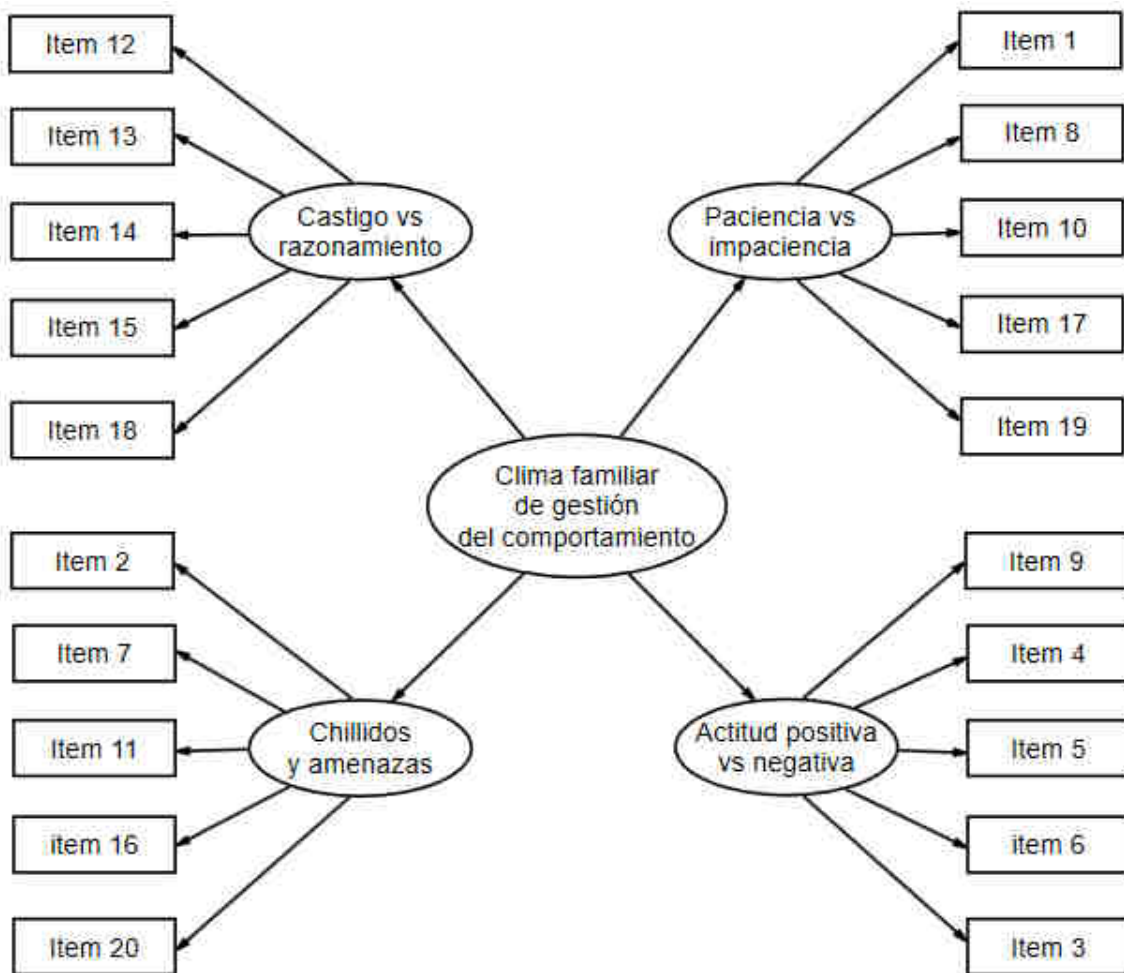 Item 12
Item 13
Item 14
Item 15
Item 18
Castigo vs
razonamiento
Paciencia vs
impaciencia
Item 1
Item 8
Item 10
Item 17
Item 19
Clima familiar
de gestión
del comportamiento
Item 2
Item 7
Item 11
item 16
Item 20
Chillidos
y amenazas
Actitud positiva
vs negativa
Item 9
Item 4
Item 5
item 6
Item 3